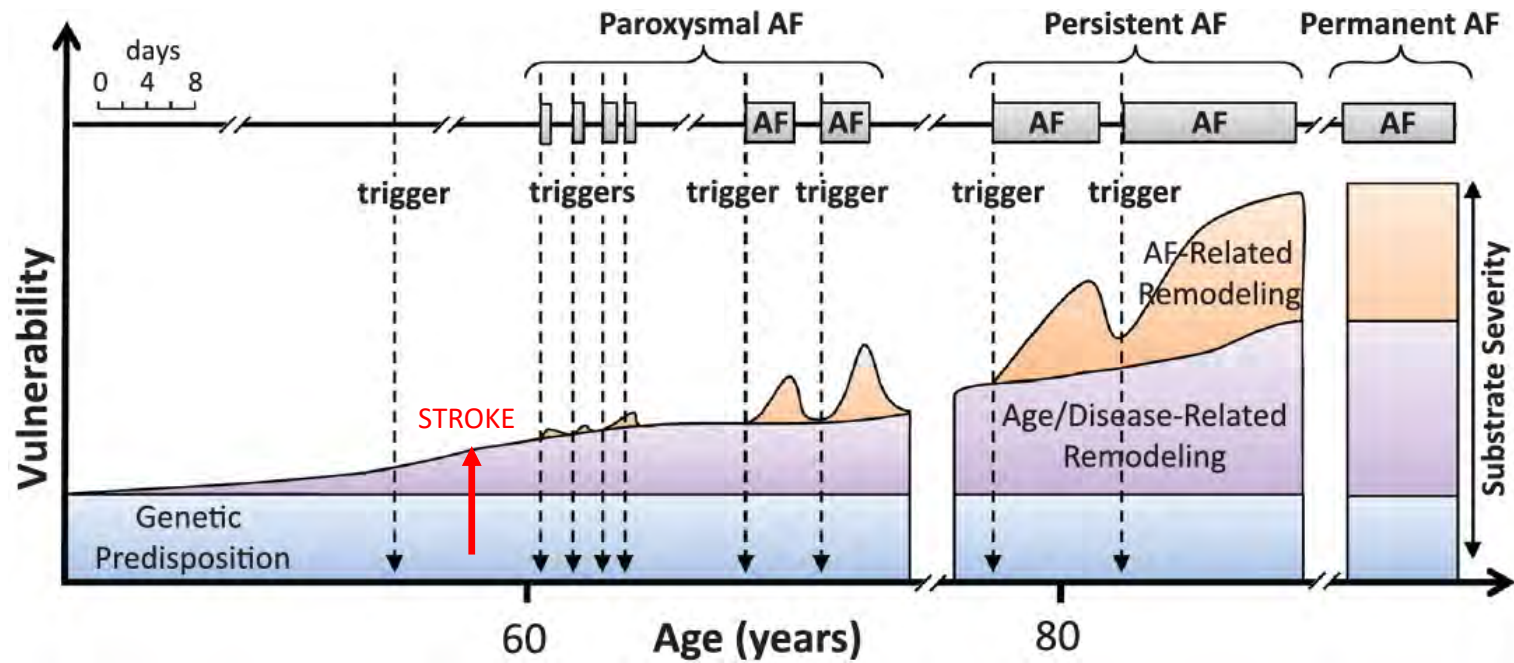 Paroxysmal AF
Persistent AF
Permanent AF
days
0 4 8
AF AF
AF AF
AF
trigger
triggers
trigger trigger
trigger trigger
Vulnerability
STROKE
AF-Related
Remodeling
Age/Disease-Related
Remodeling
Genetic
Predisposition
Substrate Severity
60
Age (years)
80